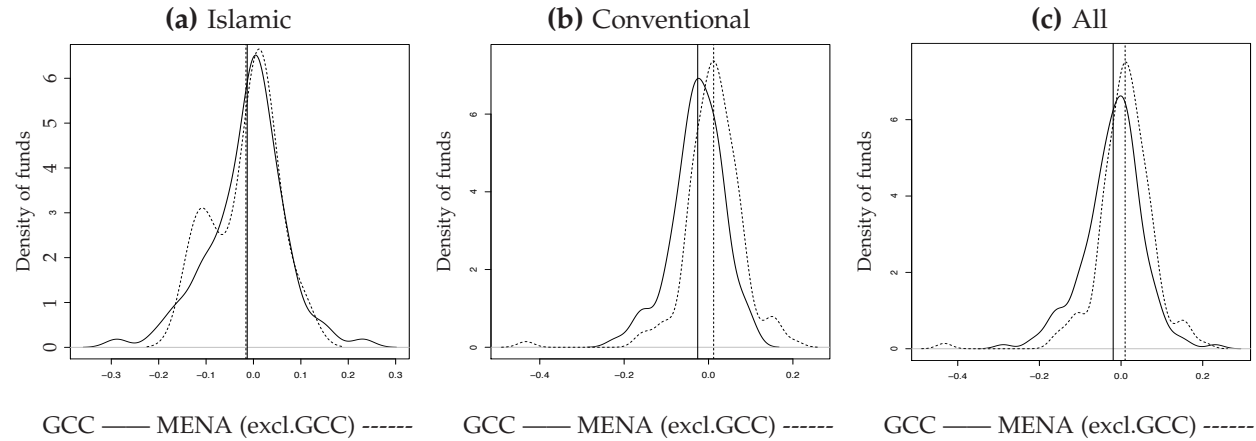 (a) Islamic
Density of funds
0 1 2 3 4 5 6
−0.3 −0.2 −0.1 0.0 0.1 0.2 0.3
GCC —— MENA (excl.GCC) ------
(b) Conventional
Density of funds
0 2 4 6
−0.4 −0.2 0.0 0.2
GCC —— MENA (excl.GCC) ------
(c) All
Density of funds
0 2 4 6
−0.4 −0.2 0.0 0.2
GCC —— MENA (excl.GCC) ------